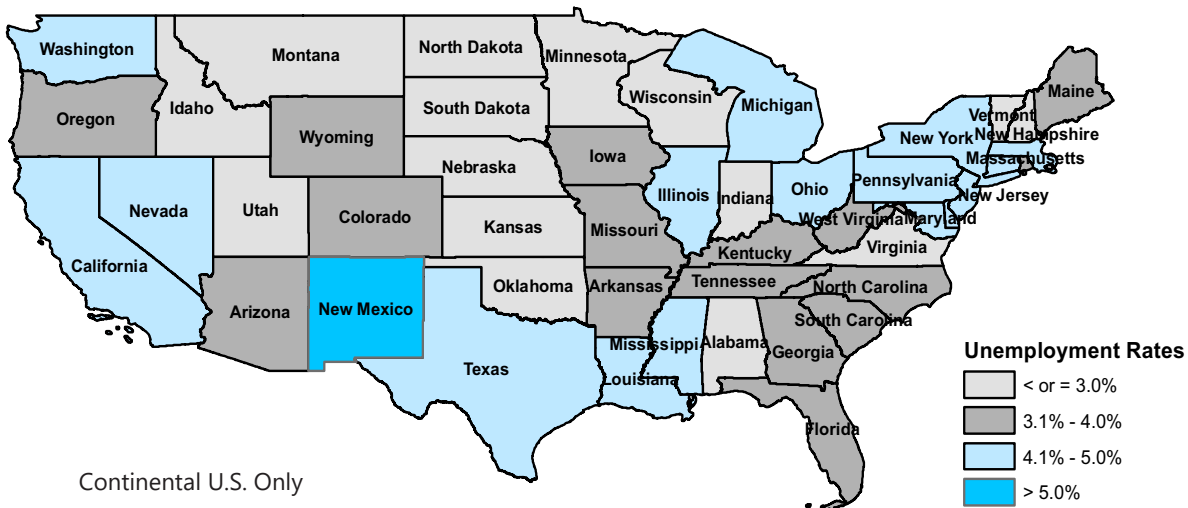 Washington
Montana
North Dakota
Minnesota
Maine
Idaho
Oregon
South Dakota
Wisconsin
Michigan
Vermont
New York
New Hampshire
Wyoming
Massachusetts
Iowa
Nebraska
Pennsylvania
Illinois
Indiana
Ohio
New Jersey
Nevada
Utah
Colorado
Kansas
Missouri
West Virginia
Maryland
Virginia
Kentucky
California
Oklahoma
Arkansas
Tennessee
North Carolina
Arizona
New Mexico
South Carolina
Mississippi
Alabama
Georgia
Texas
Louisiana
Florida
Unemployment Rates
< or = 3.0%
3.1% - 4.0%
4.1% - 5.0%
> 5.0%
Continental U.S. Only